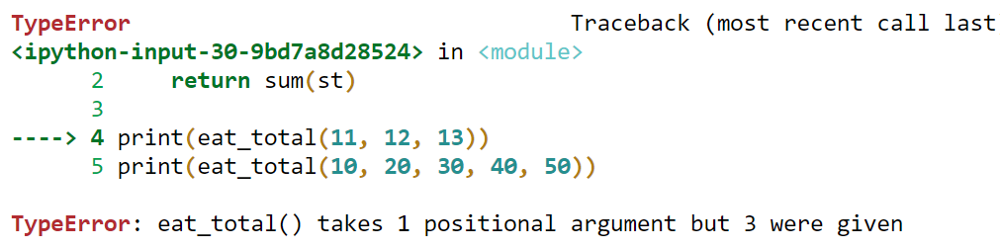 TypeError                                 Traceback (most recent call last
<ipython-input-30-9bd7a8d28524> in <module>
      2     return sum(st)
      3
----> 4 print(eat_total(11, 12, 13))
      5 print(eat_total(10, 20, 30, 40, 50))
TypeError: eat_total() takes 1 positional argument but 3 were given